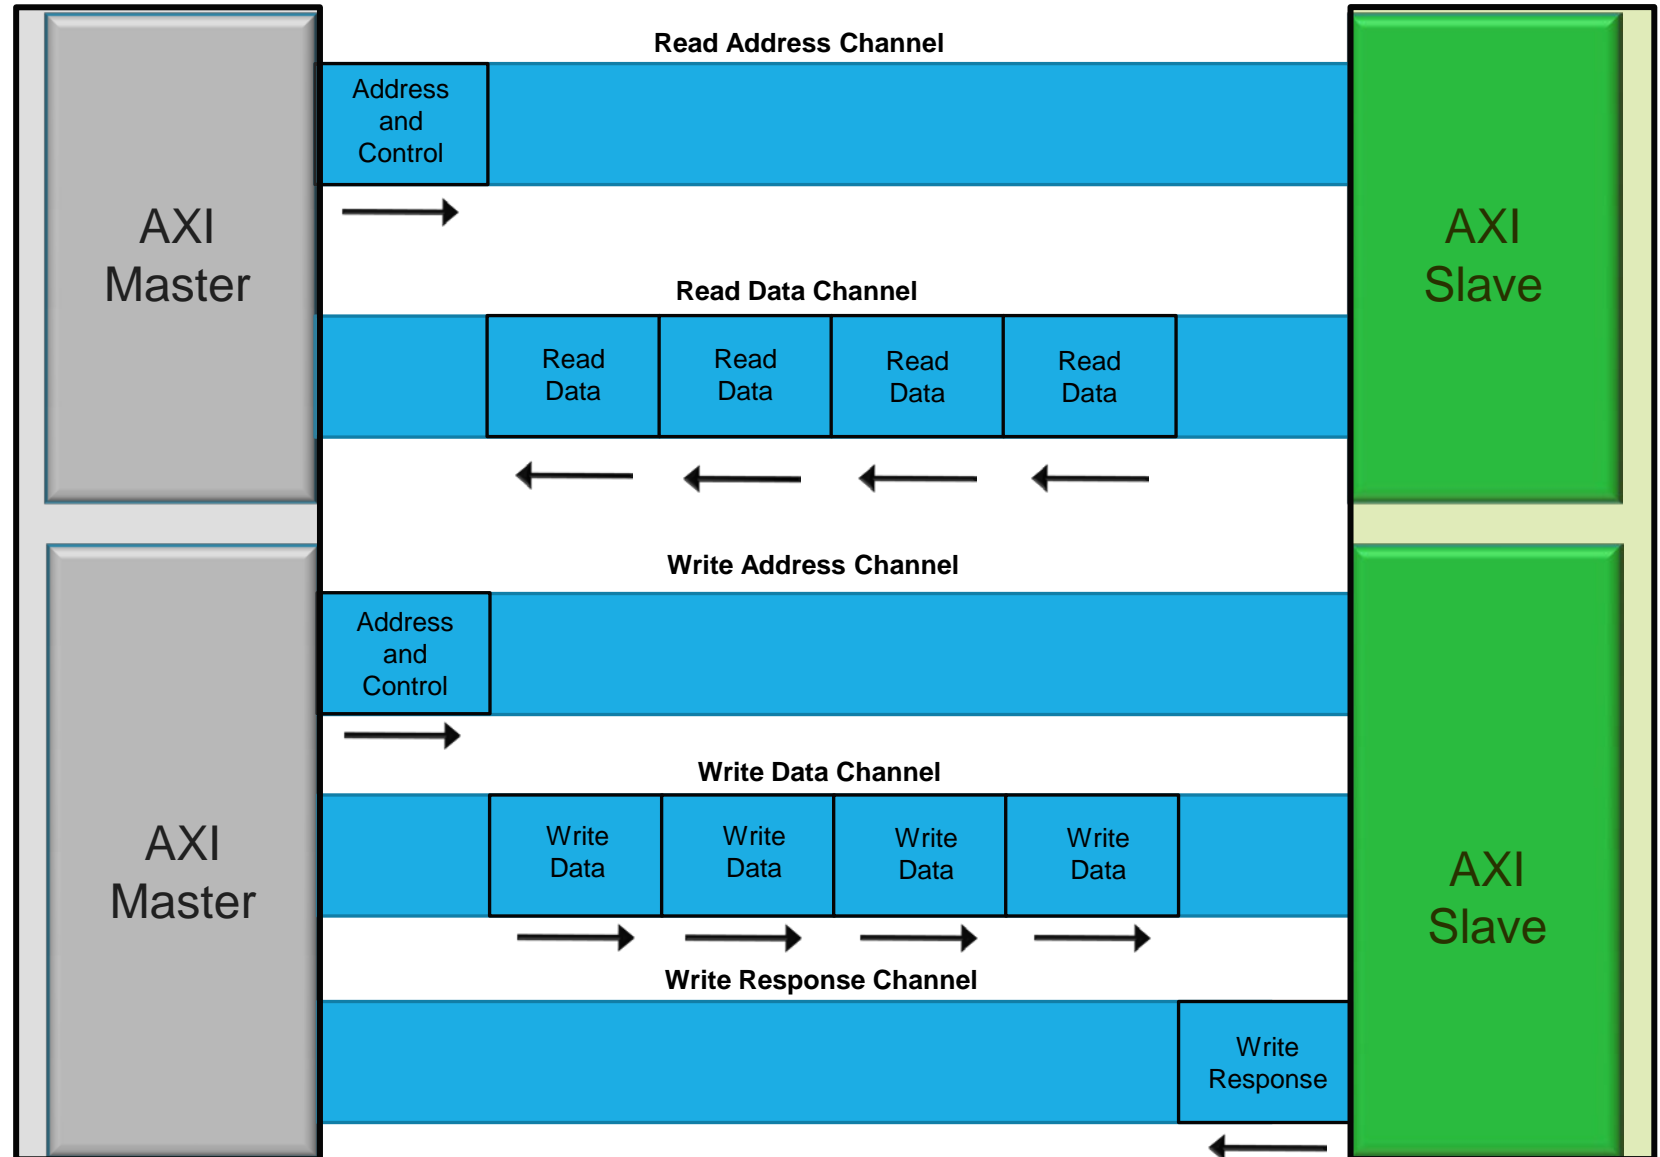 Read Address Channel
Address
and
Control
AXI
Master
AXI
Slave
Read Data Channel
Read
Data
Read
Data
Read
Data
Read
Data
Write Address Channel
Address
and
Control
Write Data Channel
Write
Data
Write
Data
Write
Data
Write
Data
AXI
Master
AXI
Slave
Write Response Channel
Write
Response